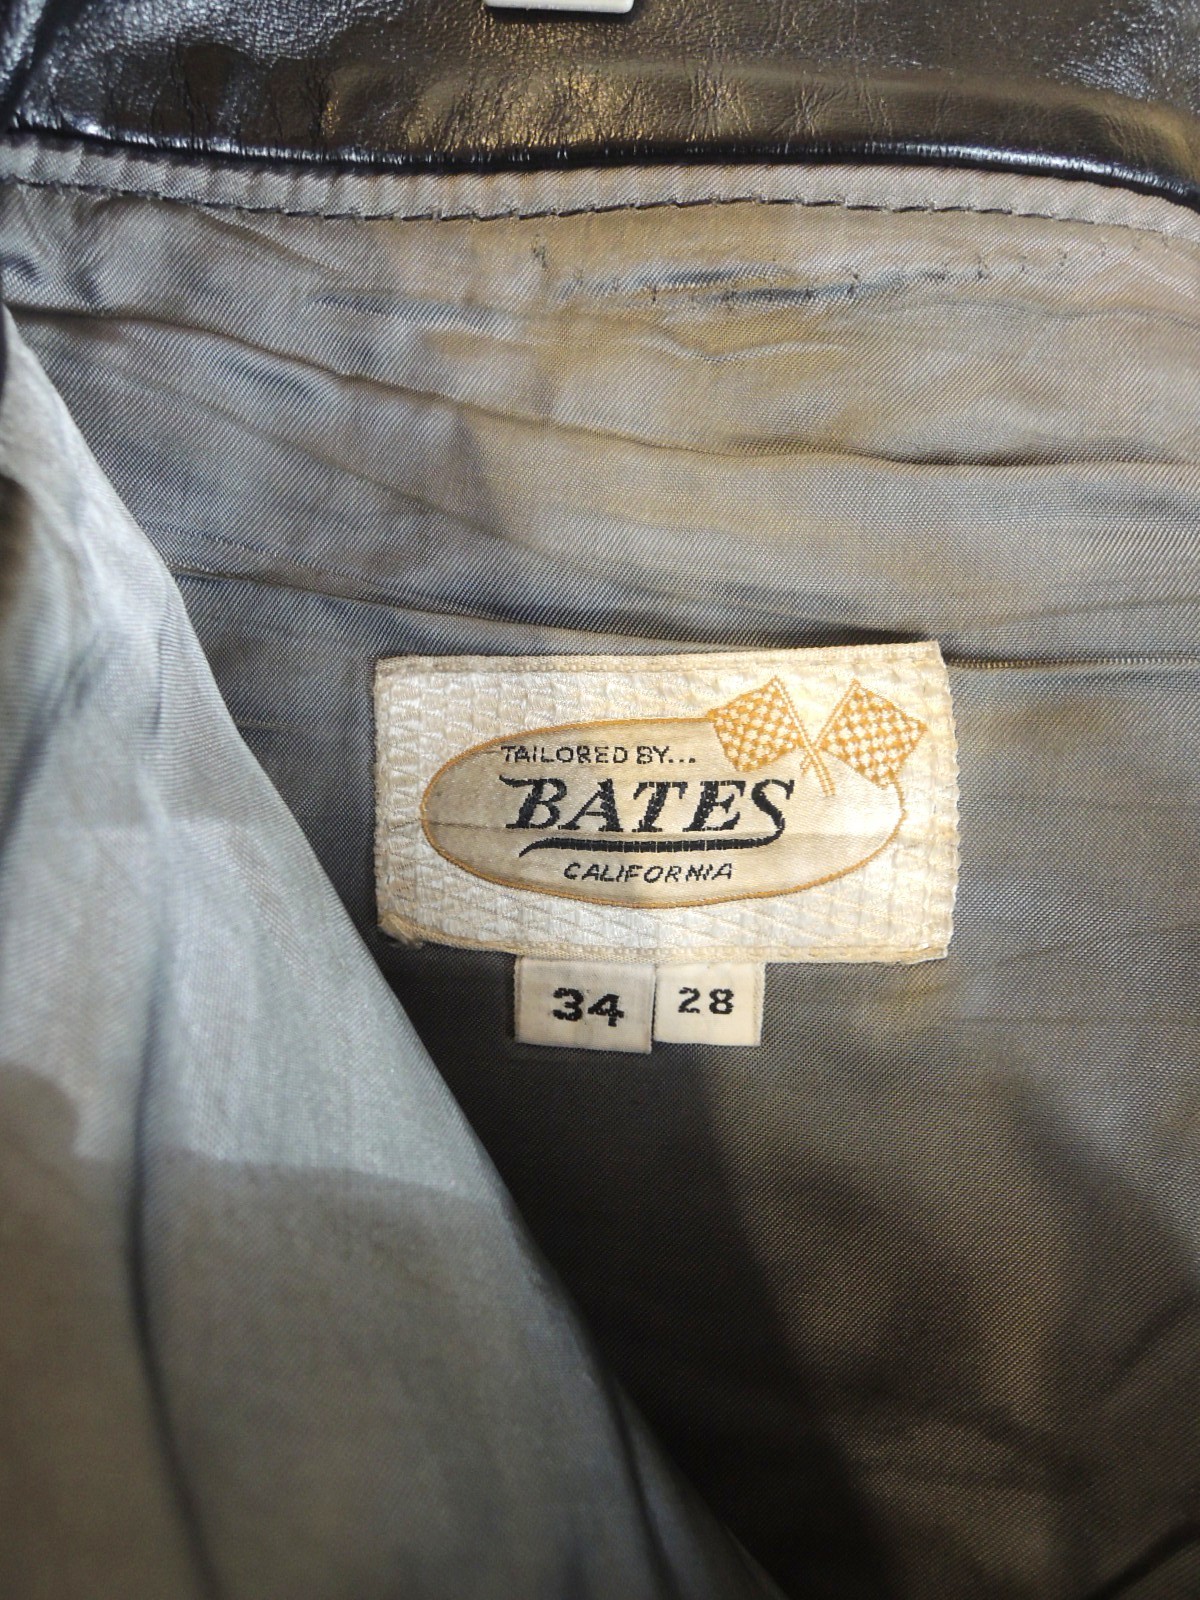 TAILORED BY...
BATES
CALIFORNIA
34 28